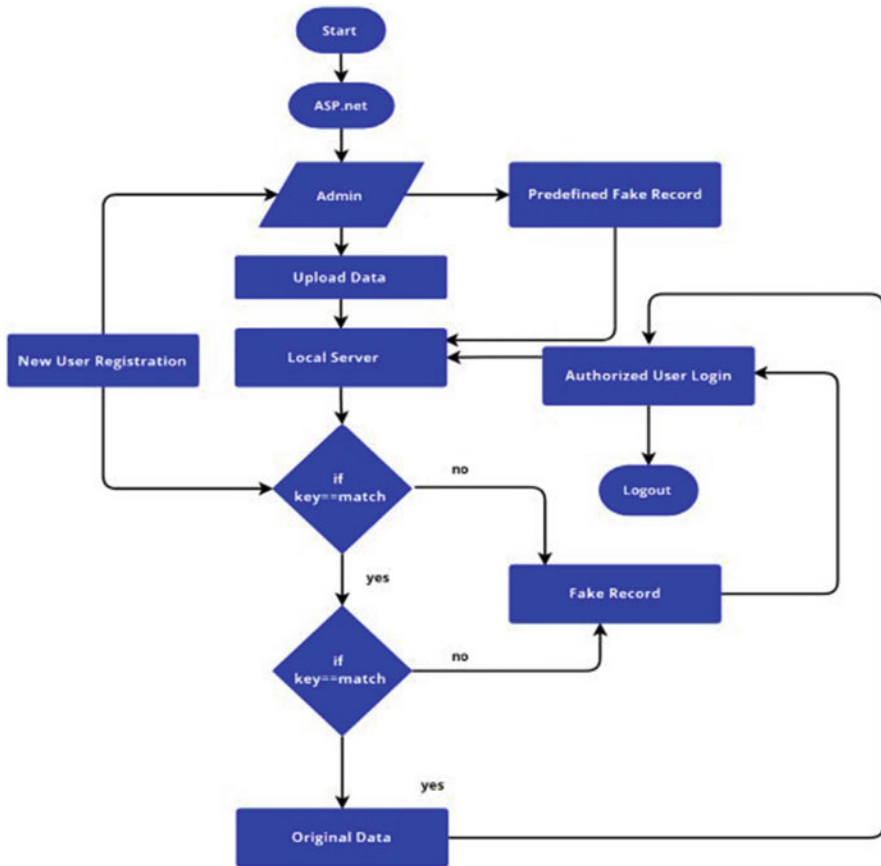 Start
ASP.net
Admin
Predefined Fake Record
Upload Data
New User Registration
Local Server
Authorized User Login
if
key==match
no
Logout
yes
Fake Record
if
key==match
no
yes
Original Data